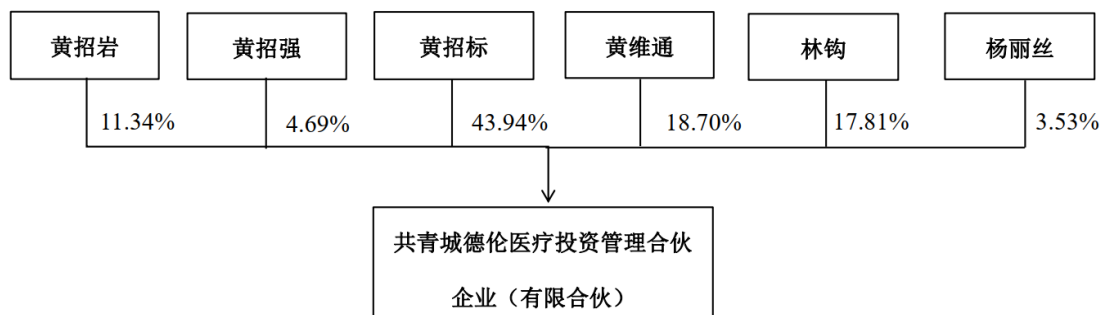 黄招岩
黄招强
黄招标
黄维通
林钩
杨丽丝
11.34%
4.69%
43.94%
18.70%
17.81%
3.53%
共青城德伦医疗投资管理合伙
企业（有限合伙）